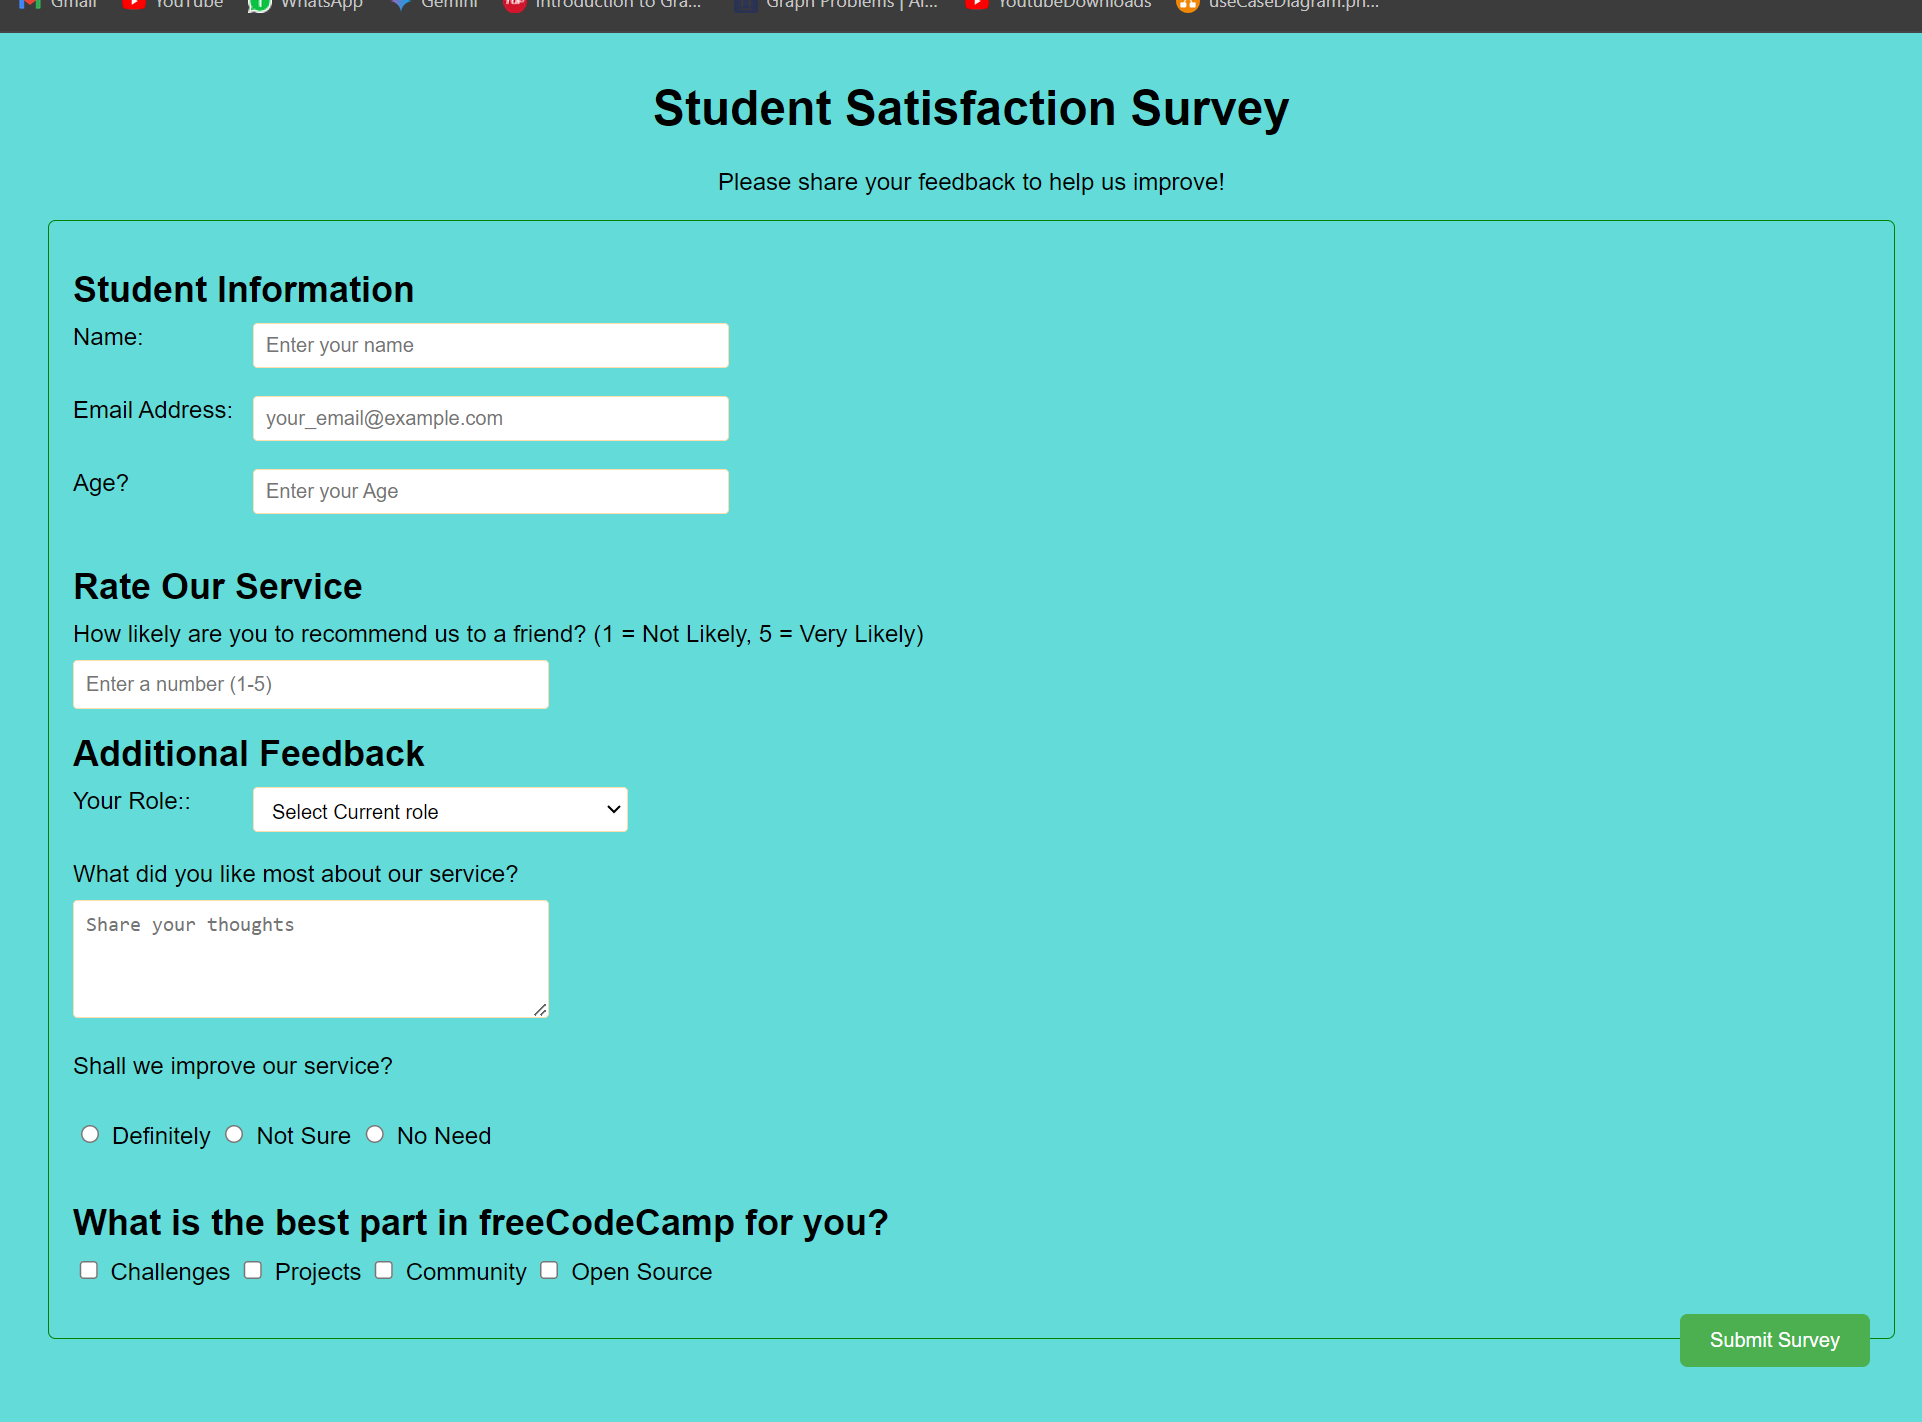 Gmail YouTube WhatsApp Gemini Introduction to Gra... Graph Problems | Al... YoutubeDownloads useCaseDiagram.pn...
Student Satisfaction Survey
Please share your feedback to help us improve!
Student Information
Name: Enter your name
Email Address: your_email@example.com
Age? Enter your Age
Rate Our Service
How likely are you to recommend us to a friend? (1 = Not Likely, 5 = Very Likely)
Enter a number (1-5)
Additional Feedback
Your Role:: Select Current role
What did you like most about our service?
Share your thoughts
Shall we improve our service?
Definitely Not Sure No Need
What is the best part in freeCodeCamp for you?
Challenges Projects Community Open Source
Submit Survey